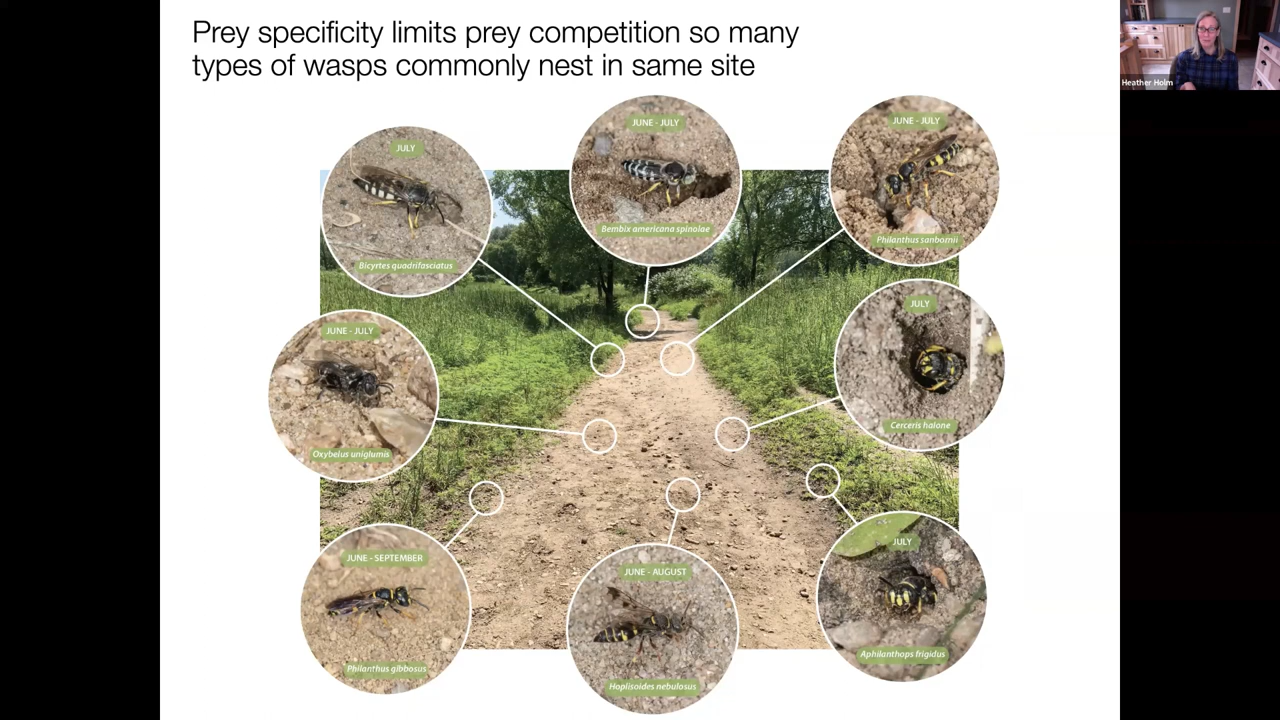 Prey specificity limits prey competition so many
types of wasps commonly nest in same site
Heather Holm
JULY
Bicyrtes quadrifasciatus
JUNE - JULY
Bembix americana spinolae
JUNE - JULY
Philanthus sanbornii
JUNE - JULY
Oxybelus uniglumis
JULY
Cerceris halone
JUNE - SEPTEMBER
Philanthus gibbosus
JUNE - AUGUST
Hoplisoides nebulosus
JULY
Aphilanthops frigidus